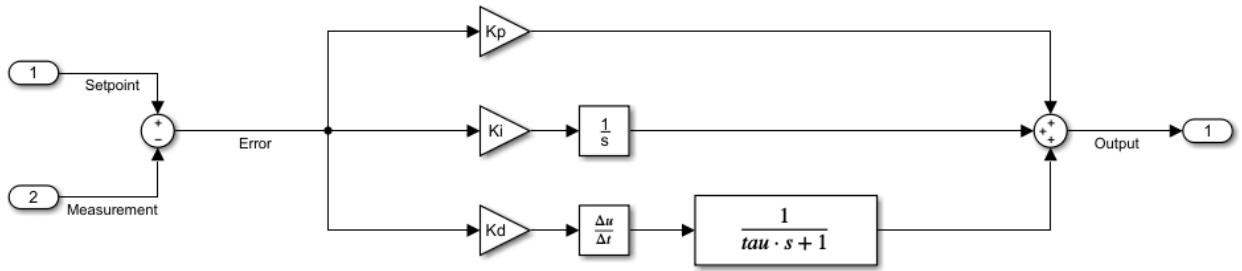 Kp
1
Setpoint
+
−
Error
Ki
1
s
+
+
+
Output
1
2
Measurement
Kd
Δu
Δt
1
tau · s + 1